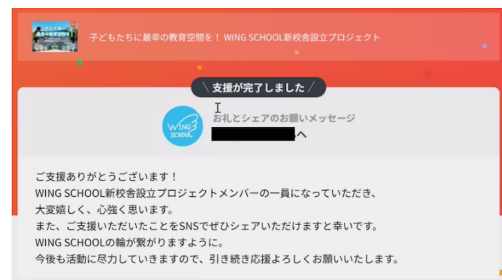 子どもたちに最幸の教育空間を！ WING SCHOOL新校舎設立プロジェクト
\ 支援が完了しました /
お礼とシェアのお願いメッセージ
WING SCHOOL
へ
ご支援ありがとうございます！
WING SCHOOL新校舎設立プロジェクトメンバーの一員になっていただき、
大変嬉しく、心強く思います。
また、ご支援いただいたことをSNSでぜひシェアいただけますと幸いです。
WING SCHOOLの輪が繋がりますように。
今後も活動に尽力していきますので、引き続き応援よろしくお願いいたします。